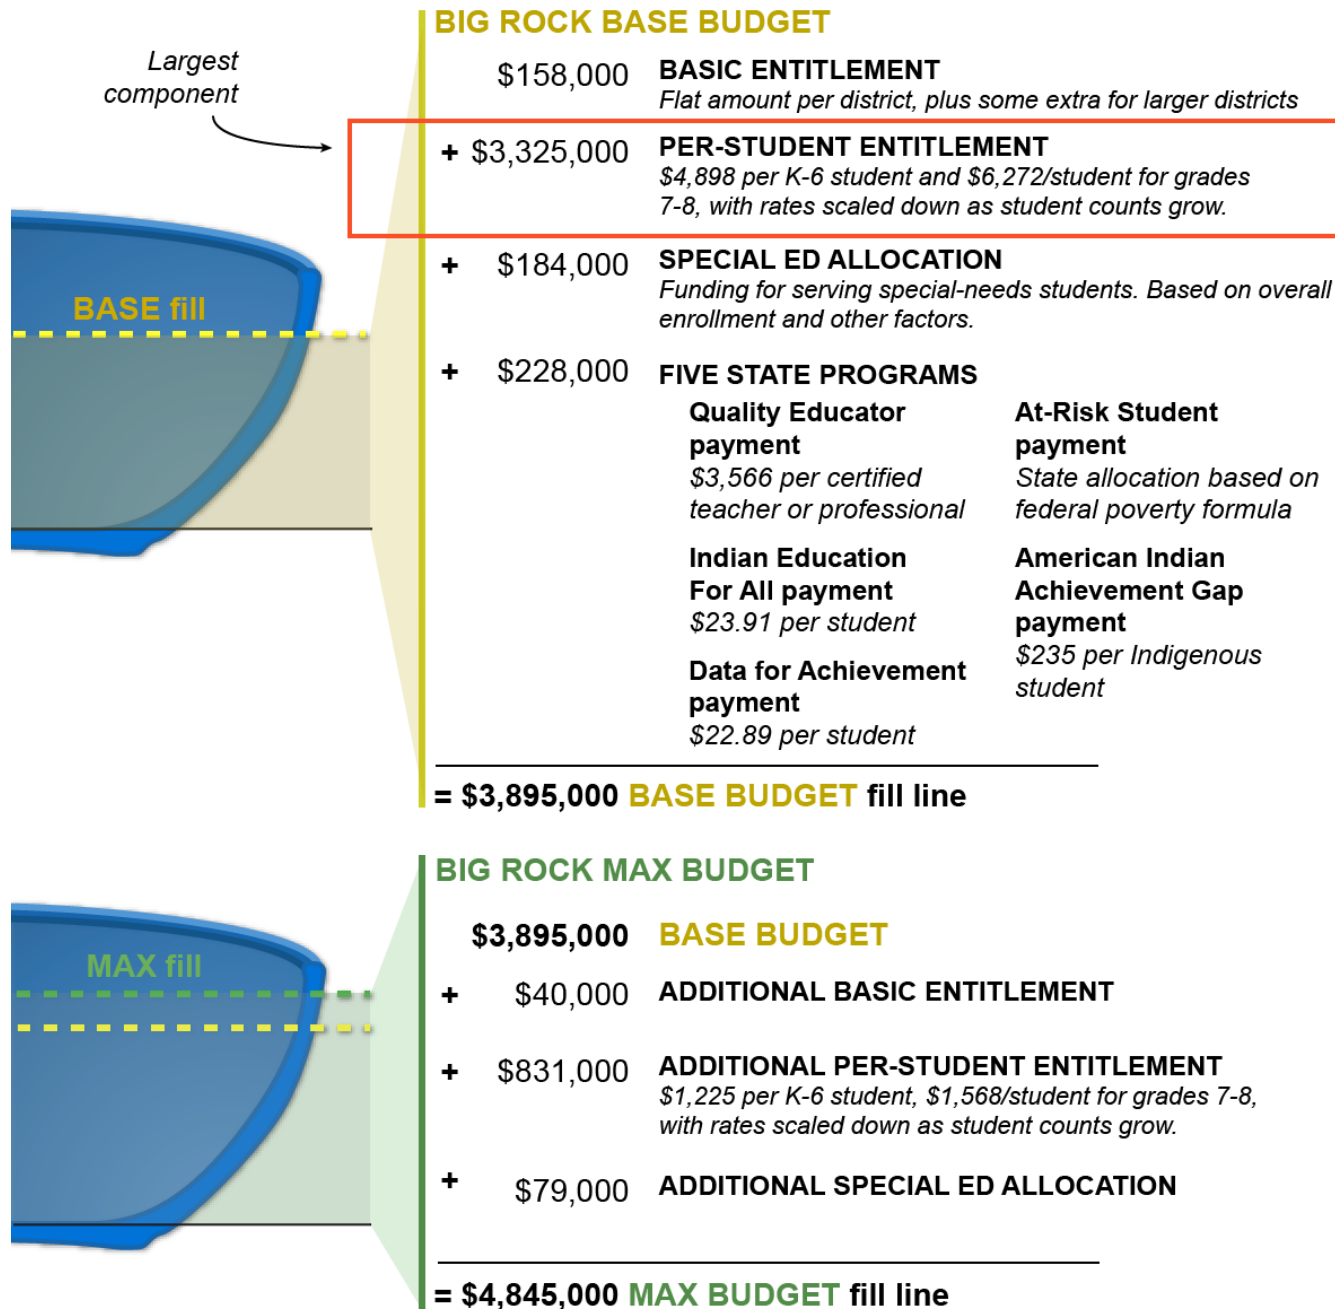 BIG ROCK BASE BUDGET
Largest
component
$158,000 BASIC ENTITLEMENT
Flat amount per district, plus some extra for larger districts
+ $3,325,000 PER-STUDENT ENTITLEMENT
$4,898 per K-6 student and $6,272/student for grades
7-8, with rates scaled down as student counts grow.
+ $184,000 SPECIAL ED ALLOCATION
Funding for serving special-needs students. Based on overall
enrollment and other factors.
BASE fill
+ $228,000 FIVE STATE PROGRAMS
Quality Educator
payment
$3,566 per certified
teacher or professional
At-Risk Student
payment
State allocation based on
federal poverty formula
Indian Education
For All payment
$23.91 per student
American Indian
Achievement Gap
payment
$235 per Indigenous
student
Data for Achievement
payment
$22.89 per student
= $3,895,000 BASE BUDGET fill line
BIG ROCK MAX BUDGET
$3,895,000 BASE BUDGET
MAX fill
+ $40,000 ADDITIONAL BASIC ENTITLEMENT
+ $831,000 ADDITIONAL PER-STUDENT ENTITLEMENT
$1,225 per K-6 student, $1,568/student for grades 7-8,
with rates scaled down as student counts grow.
+ $79,000 ADDITIONAL SPECIAL ED ALLOCATION
= $4,845,000 MAX BUDGET fill line